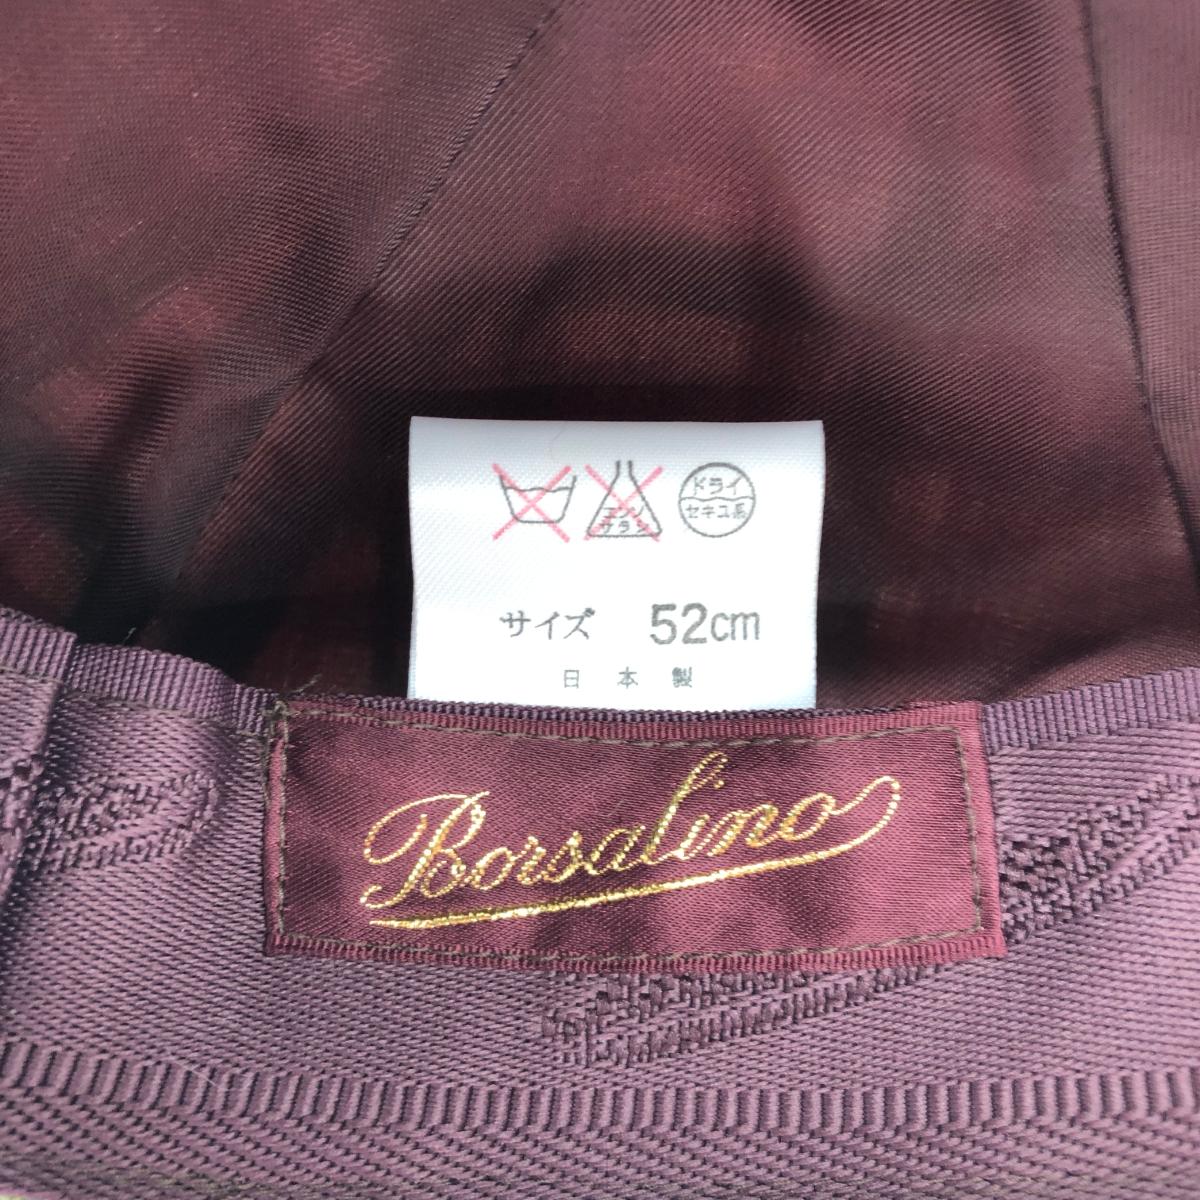 エンソ
サラシ
ドライ
セキユ系
サイズ 52cm
日本製
Borsalino